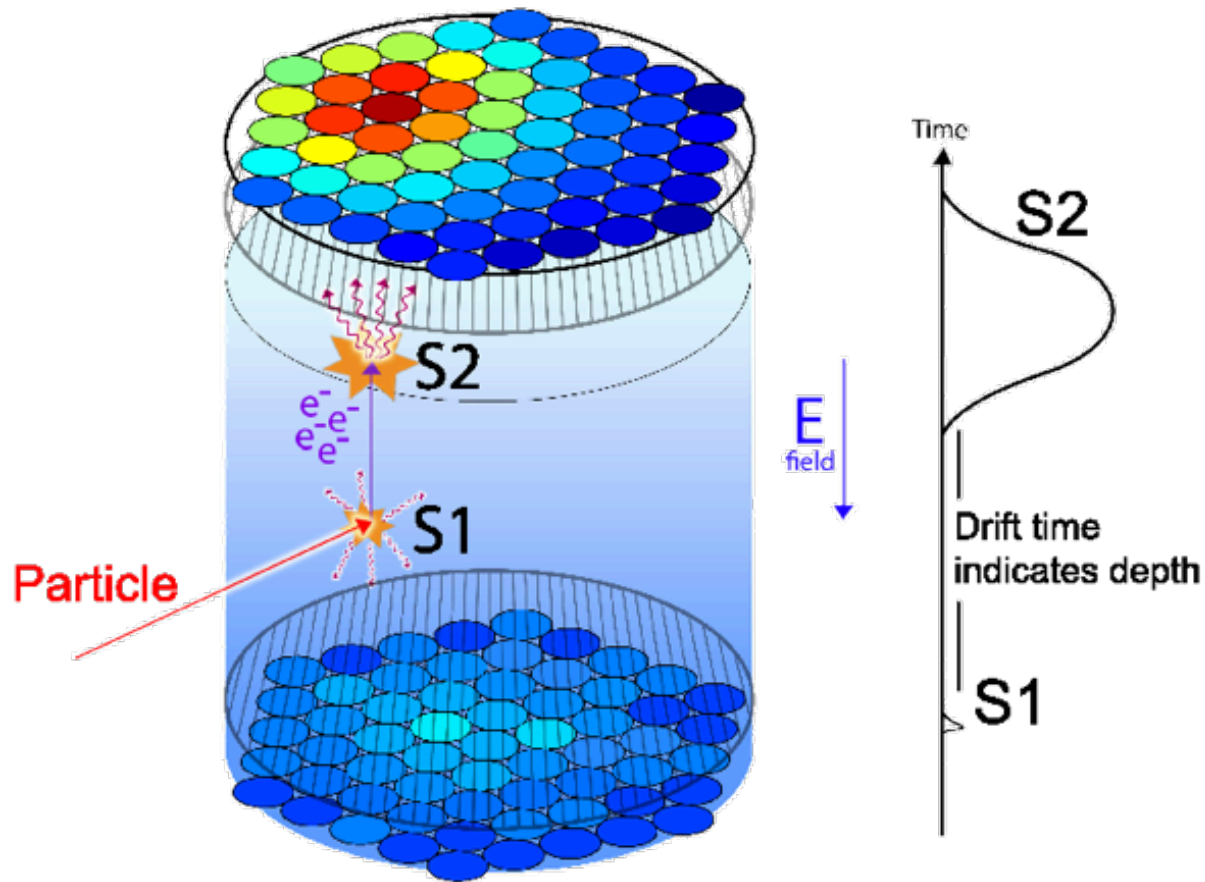 Time
S2
S2
e-
e-
e-
e-
E
field
S1
Drift time
indicates depth
Particle
S1